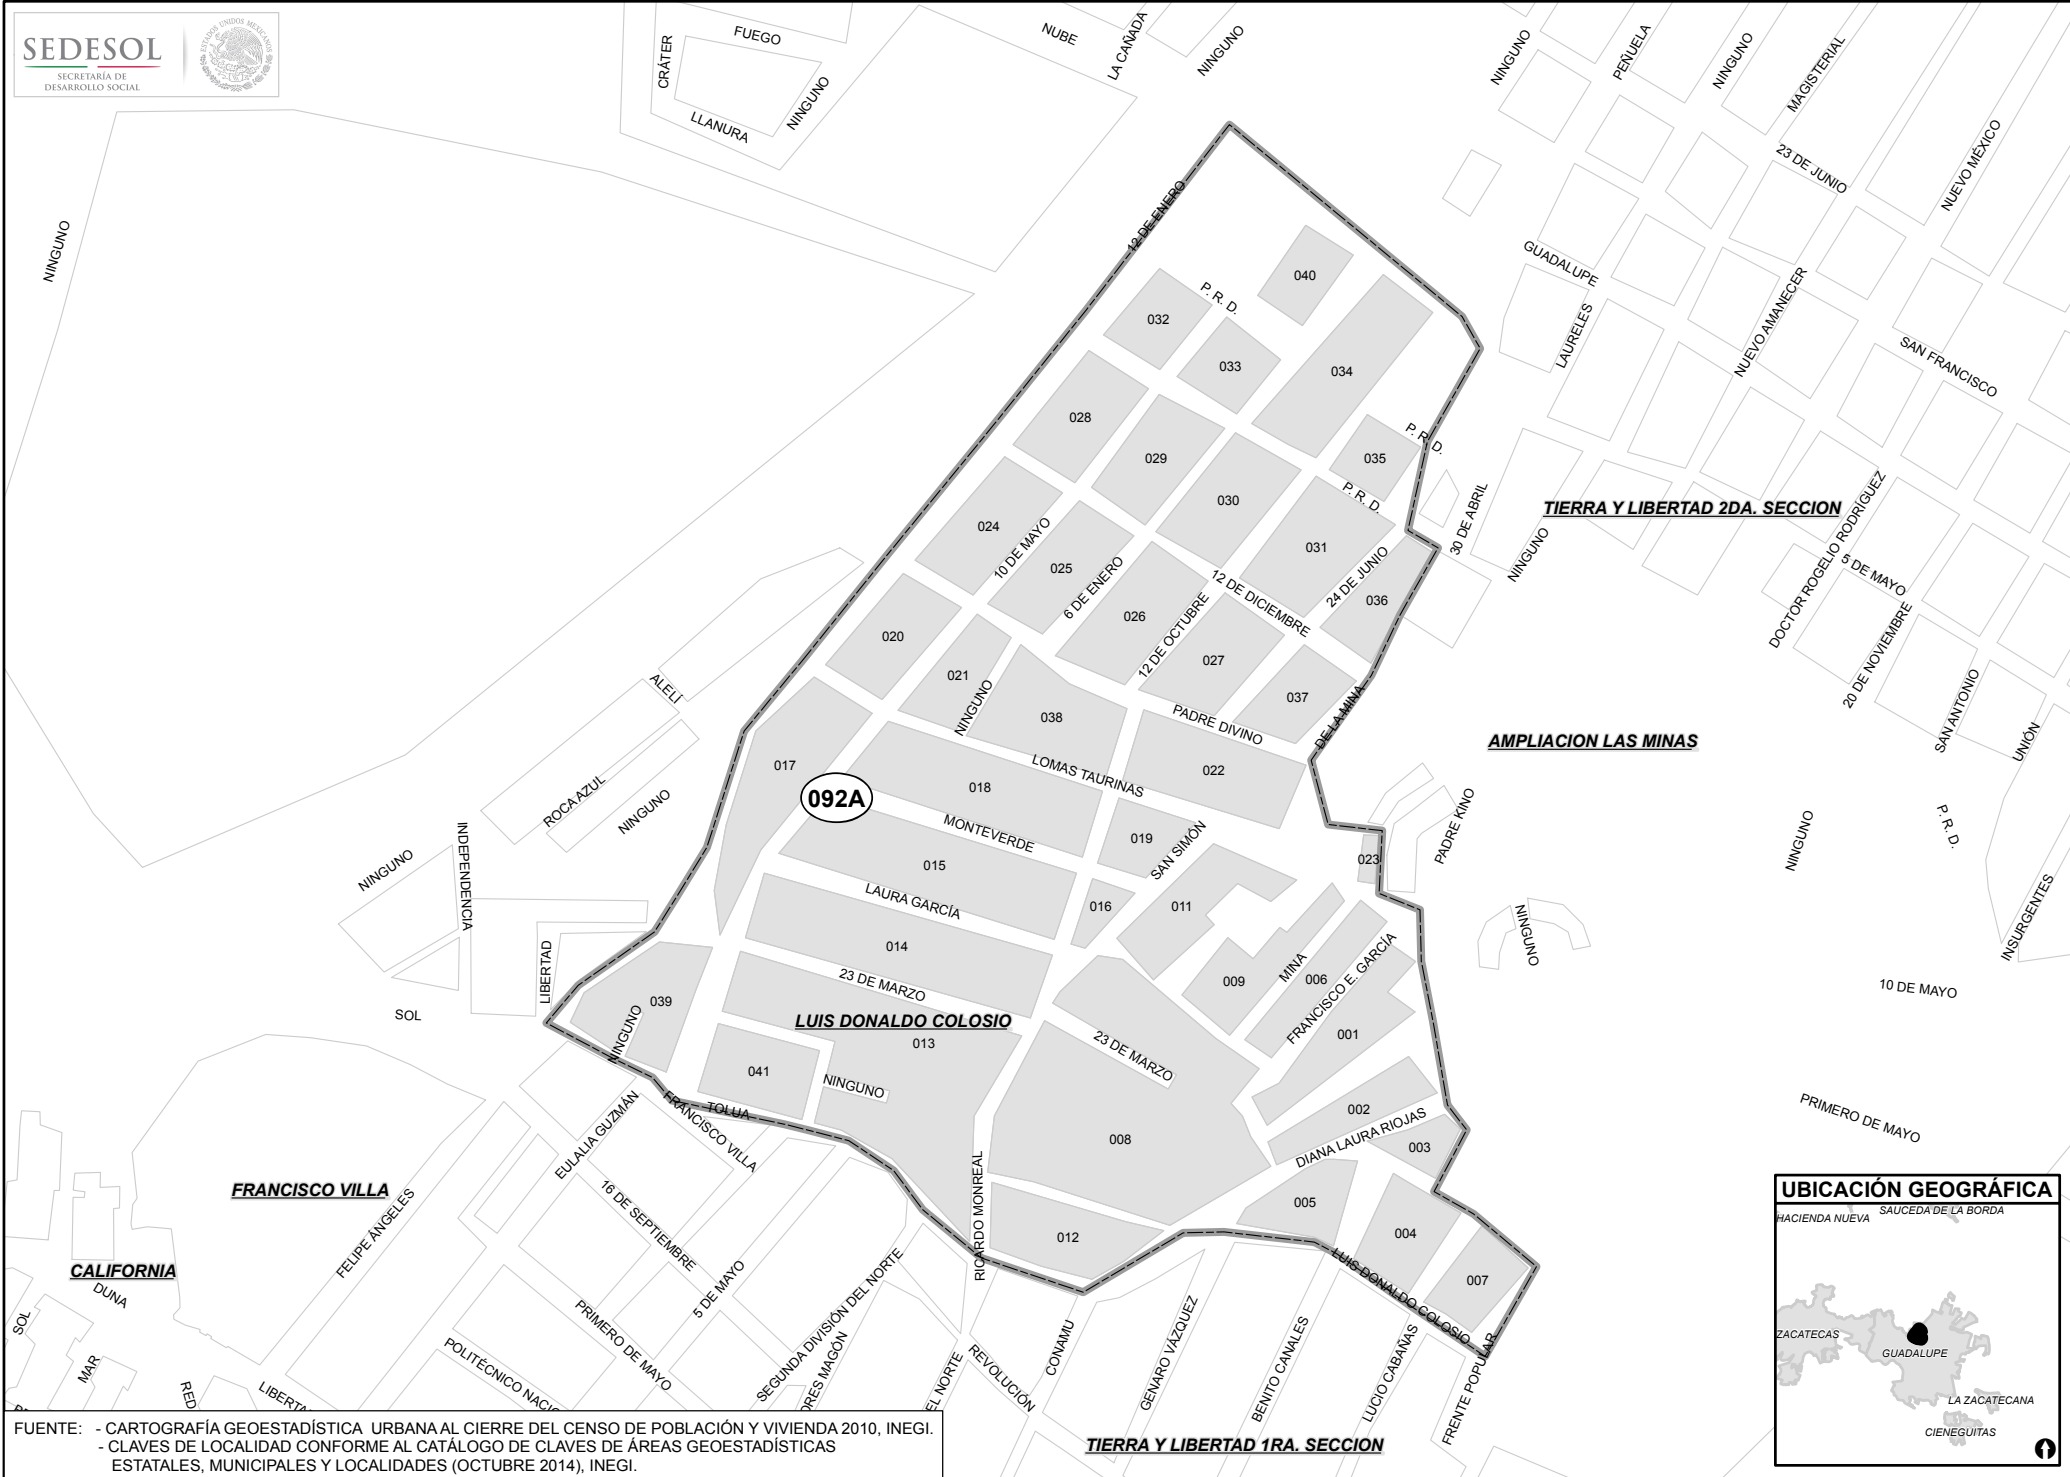 SEDESOL
SECRETARÍA DE
DESARROLLO SOCIAL
ESTADOS UNIDOS MEXICANOS
FUEGO
CRÁTER
LLANURA
NINGUNO
NUBE
LA CAÑADA
NINGUNO
NINGUNO
PEÑUELA
NINGUNO
MAGISTERIAL
23 DE JUNIO
NUEVO MÉXICO
NINGUNO
12 DE ENERO
GUADALUPE
LAURELES
NUEVO AMANECER
SAN FRANCISCO
040
P. R. D.
032
033
034
028
029
035
P. R. D.
030
P. R. D.
30 DE ABRIL
TIERRA Y LIBERTAD 2DA. SECCION
DOCTOR ROGELIO RODRÍGUEZ
024
10 DE MAYO
025
6 DE ENERO
031
24 DE JUNIO
NINGUNO
5 DE MAYO
12 DE DICIEMBRE
036
026
12 DE OCTUBRE
020
027
20 DE NOVIEMBRE
021
NINGUNO
037
ALELÍ
038
PADRE DIVINO
DE LA MINA
SAN ANTONIO
UNIÓN
AMPLIACION LAS MINAS
017
092A
018
LOMAS TAURINAS
022
ROCA AZUL
NINGUNO
MONTEVERDE
019
SAN SIMÓN
PADRE KINO
NINGUNO
P. R. D.
023
NINGUNO
INDEPENDENCIA
015
LAURA GARCÍA
016
011
INSURGENTES
NINGUNO
014
23 DE MARZO
LIBERTAD
039
NINGUNO
009
MINA
006
FRANCISCO E. GARCÍA
10 DE MAYO
SOL
LUIS DONALDO COLOSIO
013
001
23 DE MARZO
041
NINGUNO
TOLUA
002
DIANA LAURA RIOJAS
003
PRIMERO DE MAYO
EULALIA GUZMÁN
FRANCISCO VILLA
008
RICARDO MONREAL
FRANCISCO VILLA
FELIPE ÁNGELES
16 DE SEPTIEMBRE
005
004
012
LUIS DONALDO COLOSIO
007
CALIFORNIA
DUNA
SOL
MAR
RED
LIBERTA
POLITÉCNICO NACIO
PRIMERO DE MAYO
5 DE MAYO
SEGUNDA DIVISIÓN DEL NORTE
ORES MAGÓN
EL NORTE
REVOLUCIÓN
CONAMU
GENARO VÁZQUEZ
BENITO CANALES
LUCIO CABAÑAS
FRENTE POPULAR
TIERRA Y LIBERTAD 1RA. SECCION
UBICACIÓN GEOGRÁFICA
HACIENDA NUEVA
SAUCEDA DE LA BORDA
ZACATECAS
GUADALUPE
LA ZACATECANA
CIENEGUITAS
FUENTE: - CARTOGRAFÍA GEOESTADÍSTICA URBANA AL CIERRE DEL CENSO DE POBLACIÓN Y VIVIENDA 2010, INEGI.
- CLAVES DE LOCALIDAD CONFORME AL CATÁLOGO DE CLAVES DE ÁREAS GEOESTADÍSTICAS
ESTATALES, MUNICIPALES Y LOCALIDADES (OCTUBRE 2014), INEGI.